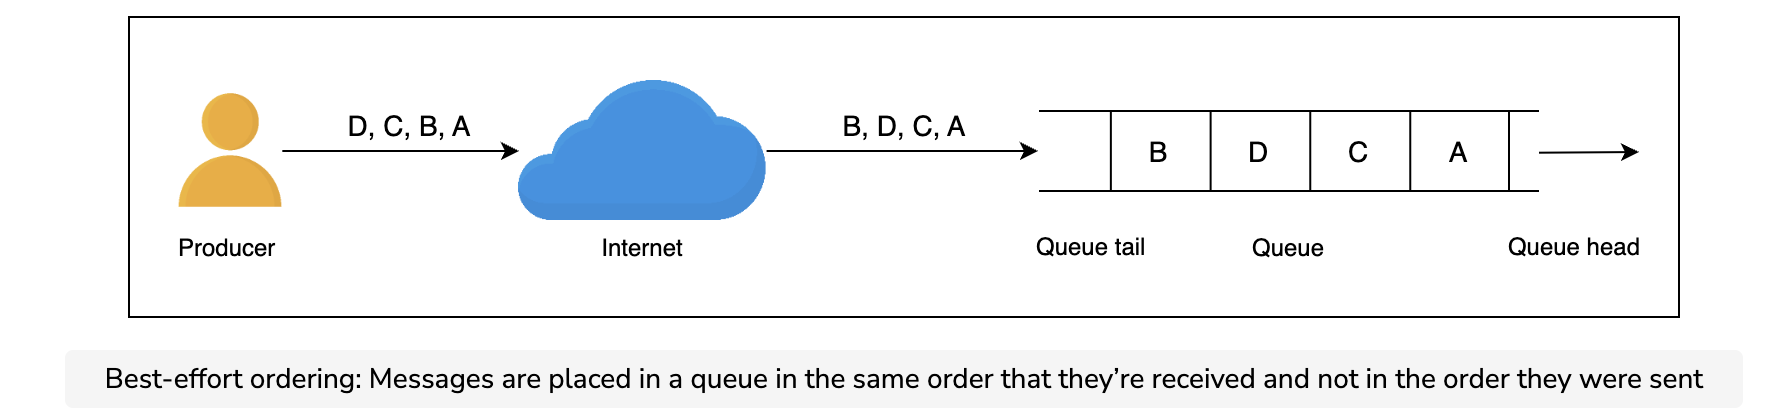 D, C, B, A
B, D, C, A
B D C A
Producer
Internet
Queue tail
Queue
Queue head
Best-effort ordering: Messages are placed in a queue in the same order that they’re received and not in the order they were sent